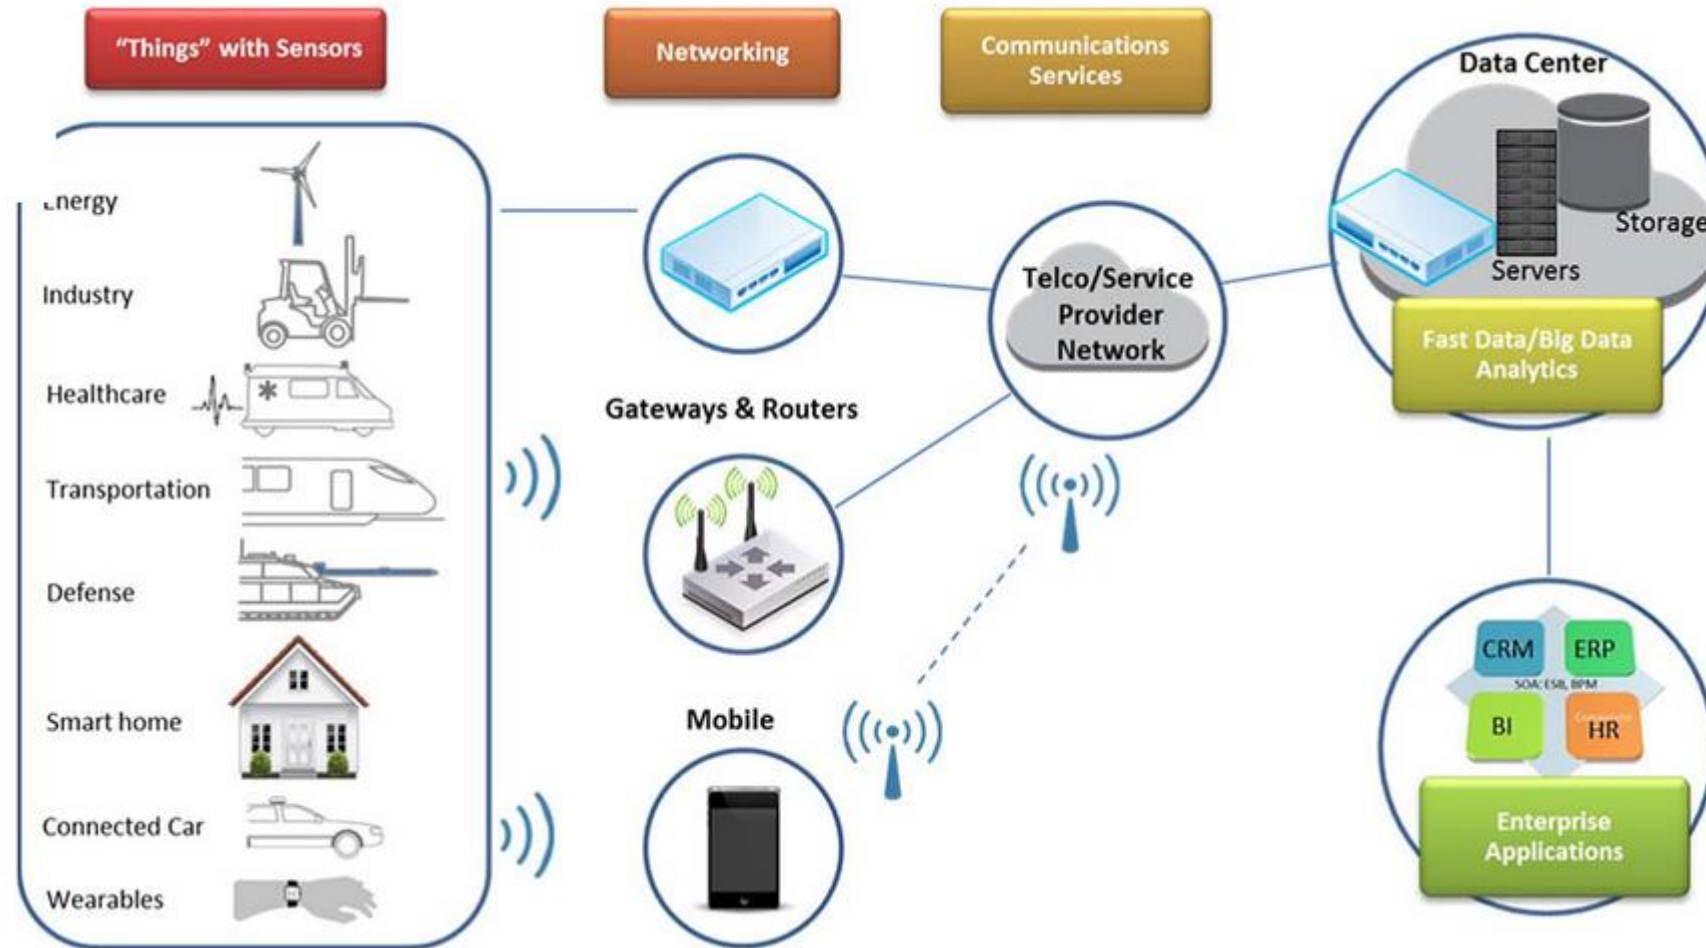 “Things” with Sensors
Networking
Communications
Services
Data Center
Energy
Industry
Healthcare
Transportation
Defense
Smart home
Connected Car
Wearables
Gateways & Routers
Mobile
Telco/Service
Provider
Network
Storage
Servers
Fast Data/Big Data
Analytics
CRM
ERP
SOA: ESB, BPM
BI
HR
Enterprise
Applications